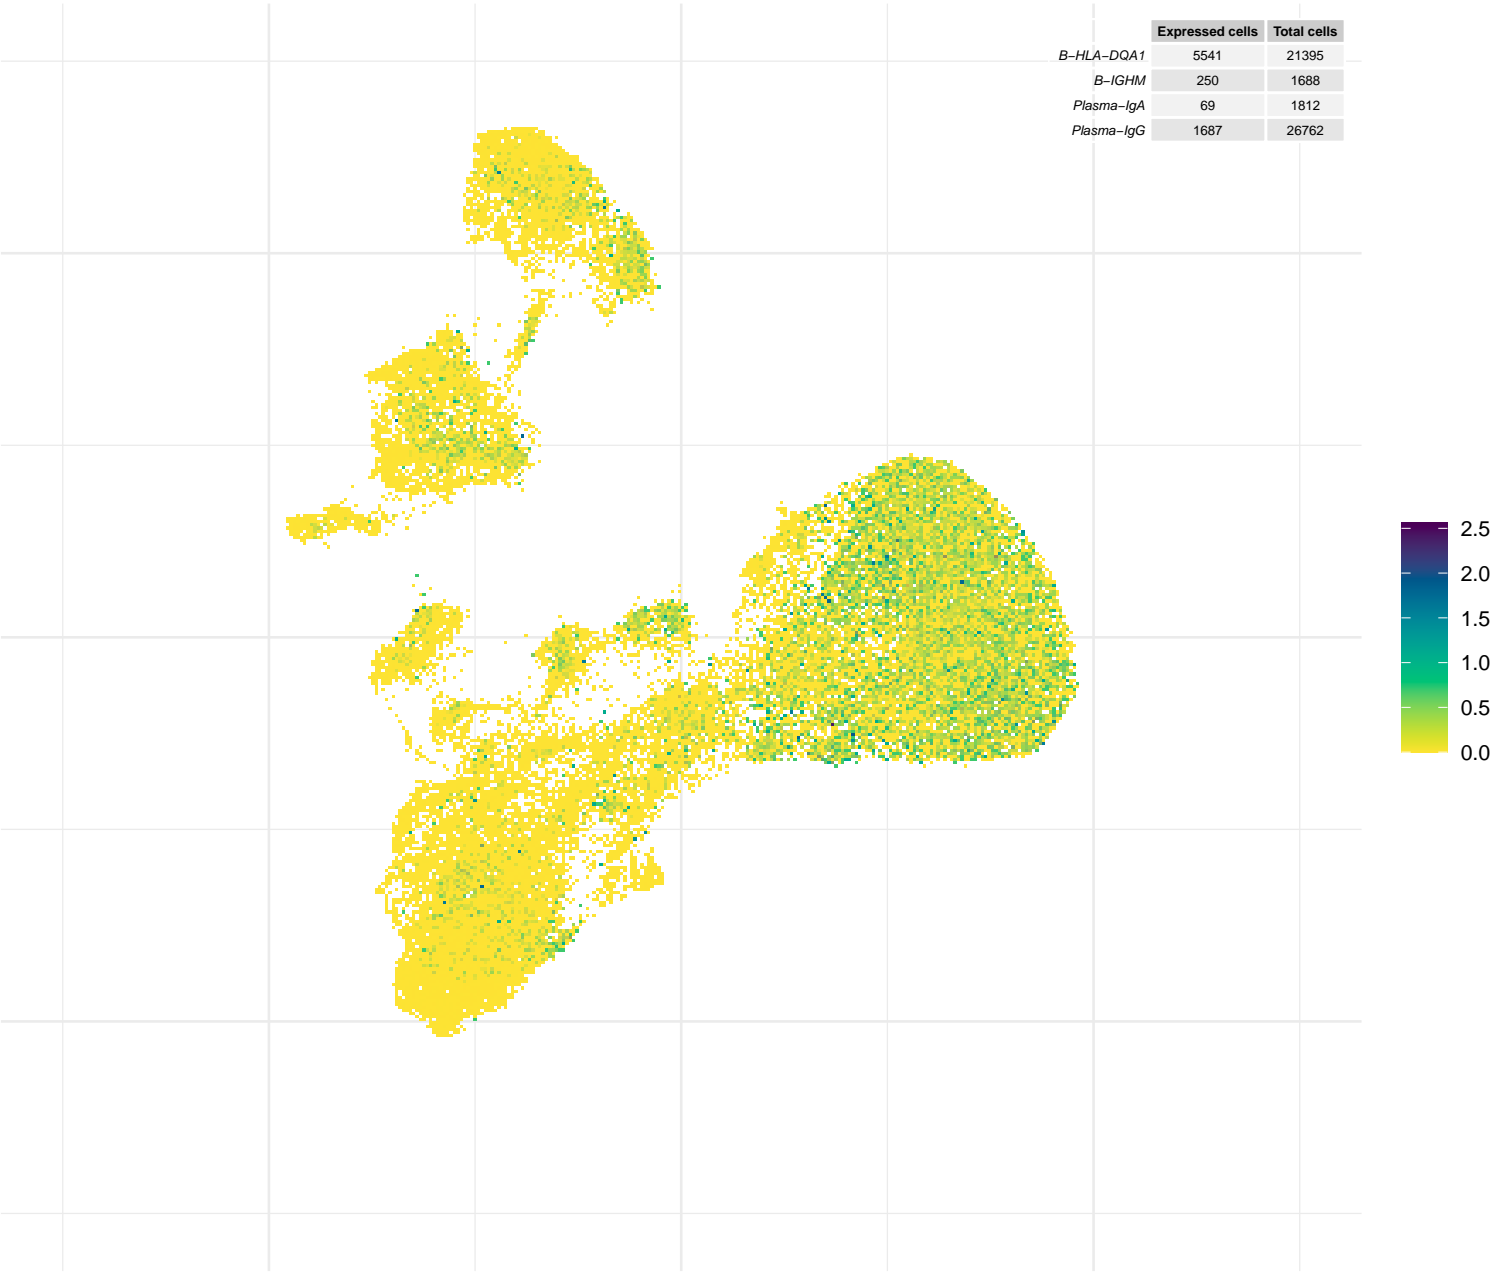 Expressed cells Total cells
B−HLA−DQA1 5541 21395
B−IGHM 250 1688
Plasma−IgA 69 1812
Plasma−IgG 1687 26762
2.5
2.0
1.5
1.0
0.5
0.0